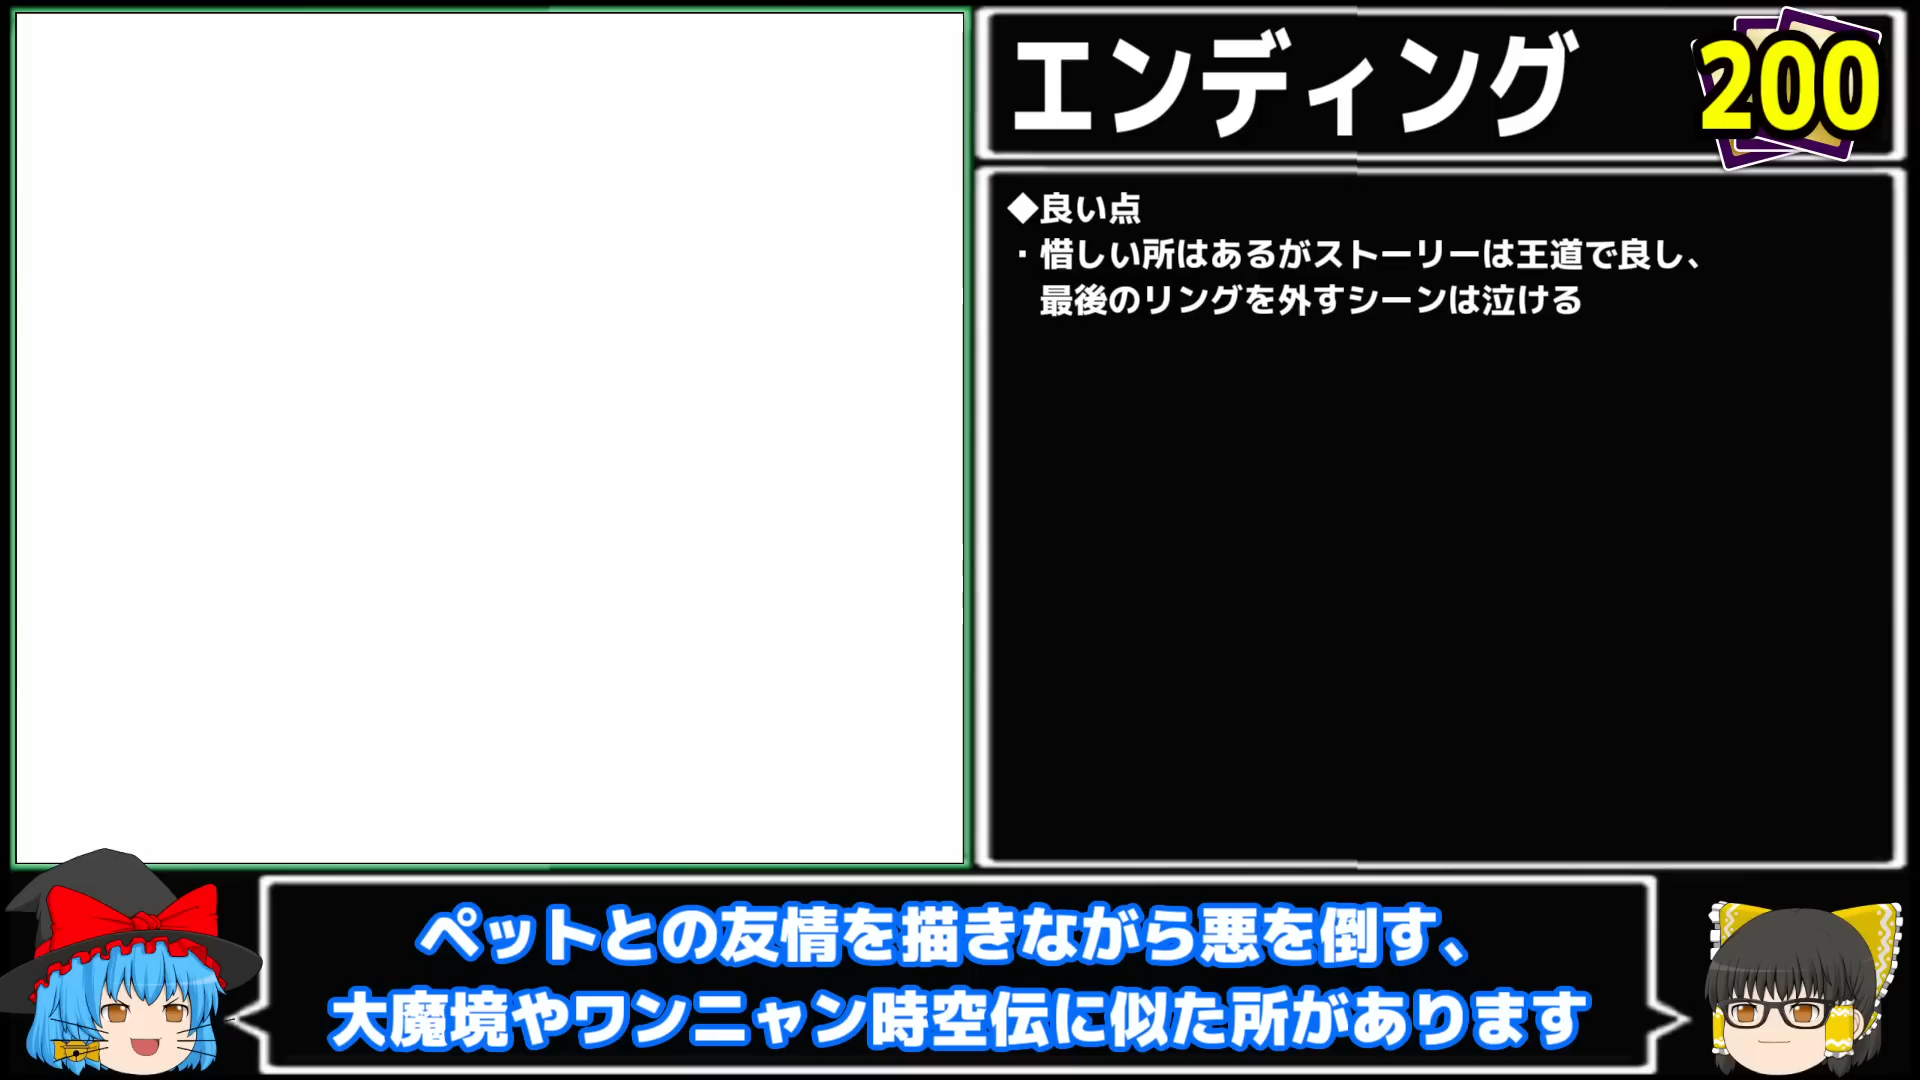 エンディング
200
◆良い点
・惜しい所はあるがストーリーは王道で良し、
最後のリングを外すシーンは泣ける
ペットとの友情を描きながら悪を倒す、
大魔境やワンニャン時空伝に似た所があります